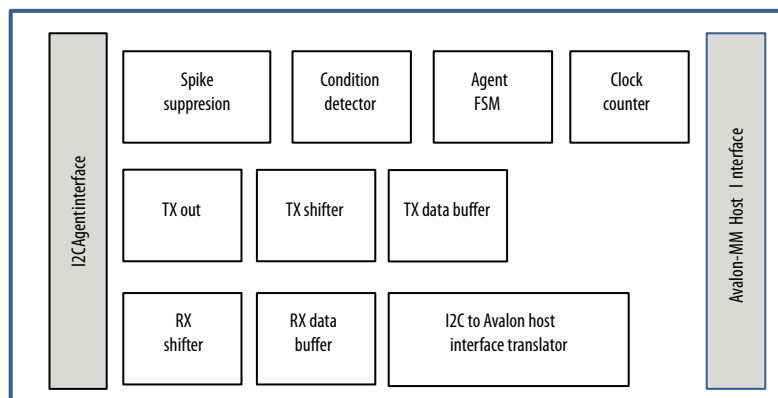 I2CAgentinterface
Spike
suppresion
Condition
detector
Agent
FSM
Clock
counter
TX out
TX shifter
TX data buffer
RX
shifter
RX data
buffer
I2C to Avalon host
interface translator
Avalon-MM Host I nterface